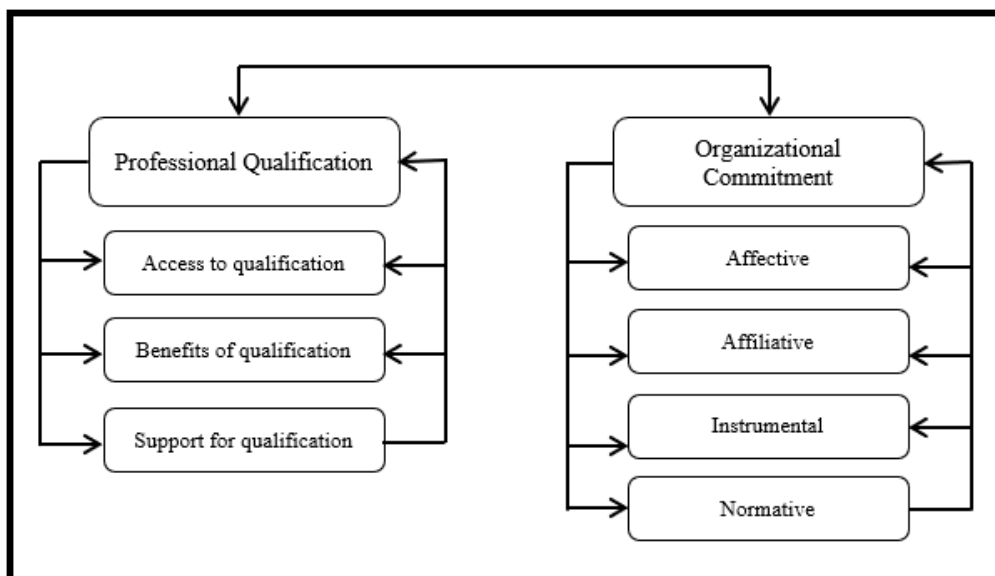 Professional Qualification
Access to qualification
Benefits of qualification
Support for qualification
Organizational
Commitment
Affective
Affiliative
Instrumental
Normative